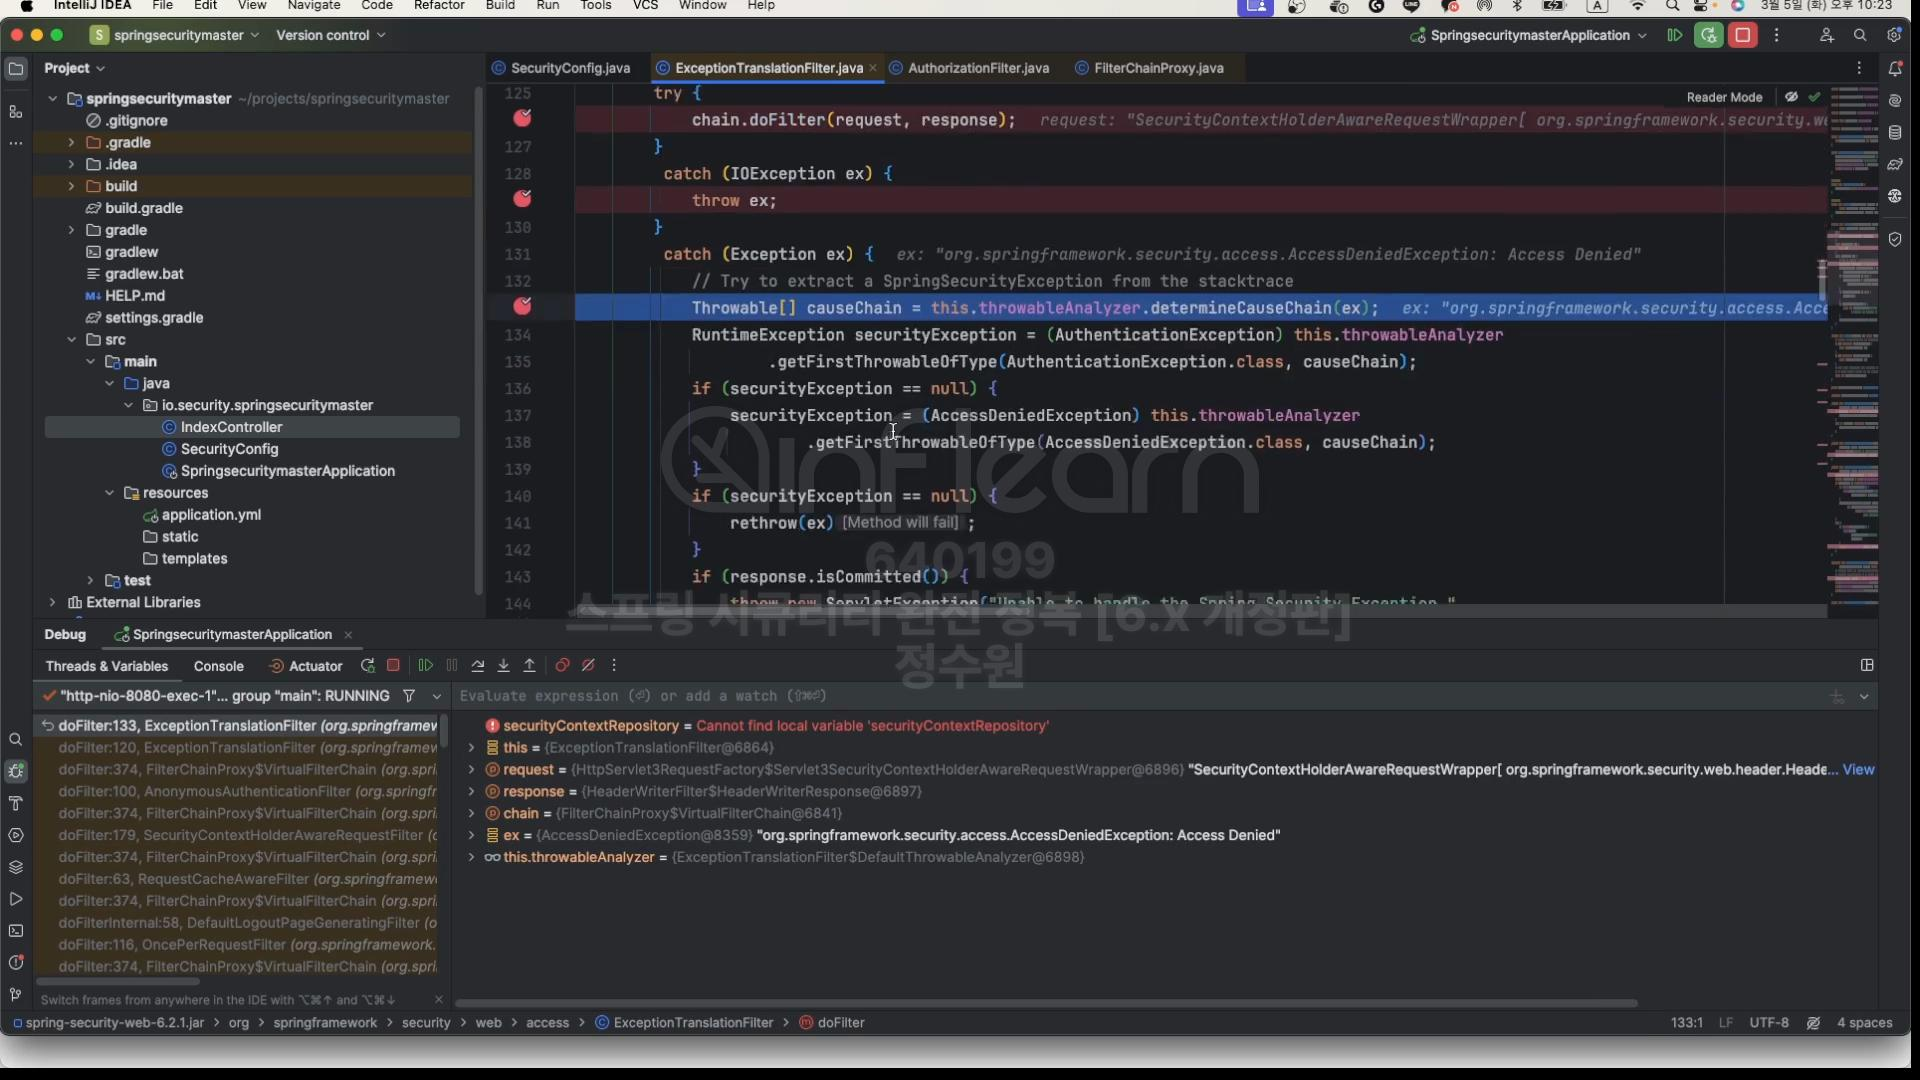 IntelliJ IDEA File Edit View Navigate Code Refactor Build Run Tools VCS Window Help A 3월 5일 (화) 오후 10:23
S springsecuritymaster Version control SpringsecuritymasterApplication
Project
SecurityConfig.java ExceptionTranslationFilter.java AuthorizationFilter.java FilterChainProxy.java
Reader Mode
springsecuritymaster ~/projects/springsecuritymaster
.gitignore
.gradle
.idea
build
build.gradle
gradle
gradlew
gradlew.bat
M↓ HELP.md
settings.gradle
src
main
java
io.security.springsecuritymaster
IndexController
SecurityConfig
SpringsecuritymasterApplication
resources
application.yml
static
templates
test
External Libraries
125 try {
chain.doFilter(request, response); request: "SecurityContextHolderAwareRequestWrapper[ org.springframework.security.we
127 }
128 catch (IOException ex) {
throw ex;
130 }
131 catch (Exception ex) { ex: "org.springframework.security.access.AccessDeniedException: Access Denied"
132 // Try to extract a SpringSecurityException from the stacktrace
Throwable[] causeChain = this.throwableAnalyzer.determineCauseChain(ex); ex: "org.springframework.security.access.Acce
134 RuntimeException securityException = (AuthenticationException) this.throwableAnalyzer
135 .getFirstThrowableOfType(AuthenticationException.class, causeChain);
136 if (securityException == null) {
137 securityException = (AccessDeniedException) this.throwableAnalyzer
138 .getFirstThrowableOfType(AccessDeniedException.class, causeChain);
139 }
140 if (securityException == null) {
141 rethrow(ex) [Method will fail] ;
142 }
143 if (response.isCommitted()) {
144 throw new ServletException("Unable to handle the Spring Security Exception "
inflearn
640199
스프링 시큐리티 완전 정복 [6.x 개정판]
정수원
Debug SpringsecuritymasterApplication
Threads & Variables Console Actuator
"http-nio-8080-exec-1"... group "main": RUNNING
Evaluate expression (⏎) or add a watch (⇧⌘⏎)
doFilter:133, ExceptionTranslationFilter (org.springframew
doFilter:120, ExceptionTranslationFilter (org.springframew
doFilter:374, FilterChainProxy$VirtualFilterChain (org.spri
doFilter:100, AnonymousAuthenticationFilter (org.springfr
doFilter:374, FilterChainProxy$VirtualFilterChain (org.spri
doFilter:179, SecurityContextHolderAwareRequestFilter (o
doFilter:374, FilterChainProxy$VirtualFilterChain (org.spri
doFilter:63, RequestCacheAwareFilter (org.springframewo
doFilter:374, FilterChainProxy$VirtualFilterChain (org.spri
doFilterInternal:58, DefaultLogoutPageGeneratingFilter (o
doFilter:116, OncePerRequestFilter (org.springframework.
doFilter:374, FilterChainProxy$VirtualFilterChain (org.spri
Switch frames from anywhere in the IDE with ⌥⌘↑ and ⌥⌘↓
securityContextRepository = Cannot find local variable 'securityContextRepository'
this = {ExceptionTranslationFilter@6864}
request = {HttpServlet3RequestFactory$Servlet3SecurityContextHolderAwareRequestWrapper@6896} "SecurityContextHolderAwareRequestWrapper[ org.springframework.security.web.header.Heade... View
response = {HeaderWriterFilter$HeaderWriterResponse@6897}
chain = {FilterChainProxy$VirtualFilterChain@6841}
ex = {AccessDeniedException@8359} "org.springframework.security.access.AccessDeniedException: Access Denied"
this.throwableAnalyzer = {ExceptionTranslationFilter$DefaultThrowableAnalyzer@6898}
spring-security-web-6.2.1.jar > org > springframework > security > web > access > ExceptionTranslationFilter > doFilter 133:1 LF UTF-8 4 spaces